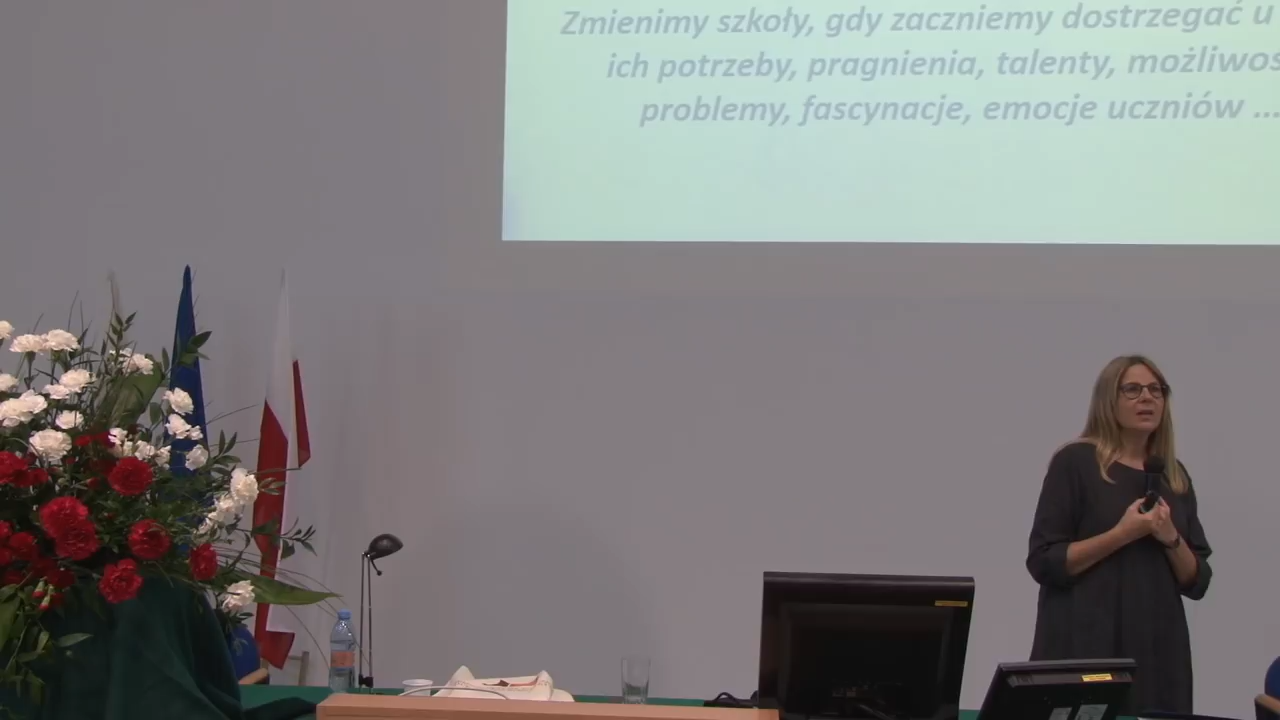 Zmienimy szkoły, gdy zaczniemy dostrzegać u
ich potrzeby, pragnienia, talenty, możliwoś
problemy, fascynacje, emocje uczniów ...